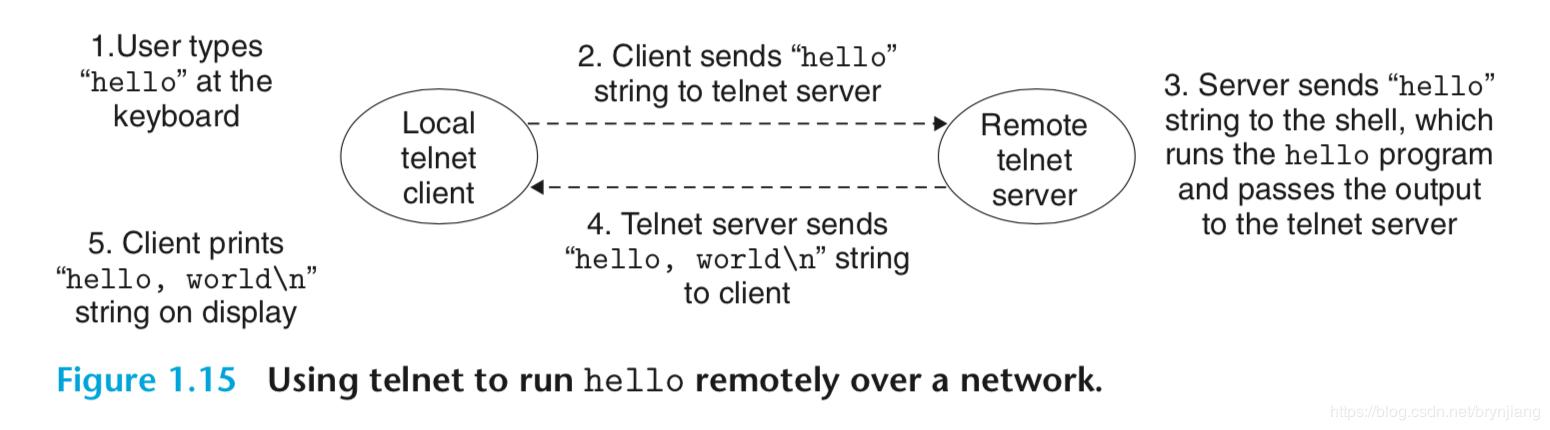 1.User types
“hello” at the
keyboard
Local
telnet
client
2. Client sends “hello”
string to telnet server
Remote
telnet
server
3. Server sends “hello”
string to the shell, which
runs the hello program
and passes the output
to the telnet server
4. Telnet server sends
“hello, world\n” string
to client
5. Client prints
“hello, world\n”
string on display
Figure 1.15 Using telnet to run hello remotely over a network.
https://blog.csdn.net/brynjiang